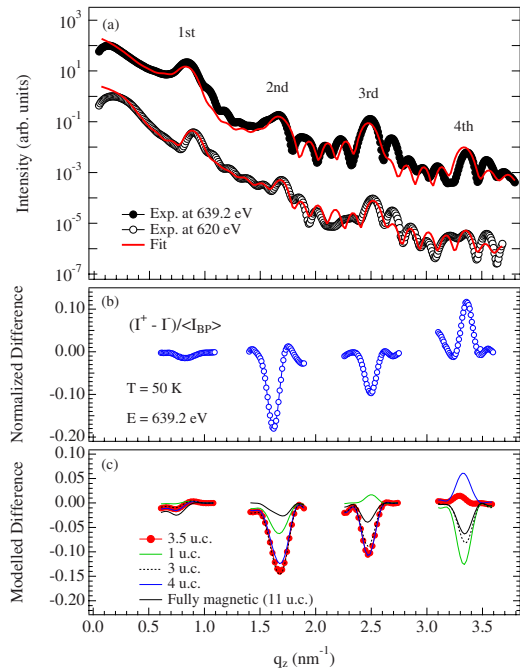 (a)
1st
2nd
3rd
4th
10^3
10^1
10^-1
10^-3
10^-5
10^-7
Intensity (arb. units)
Exp. at 639.2 eV
Exp. at 620 eV
Fit
(b)
(I^+ - I^-)/<I_BP>
T = 50 K
E = 639.2 eV
0.10
0.00
-0.10
-0.20
Normalized Difference
(c)
0.10
0.05
0.00
-0.05
-0.10
-0.15
-0.20
Modelled Difference
3.5 u.c.
1 u.c.
3 u.c.
4 u.c.
Fully magnetic (11 u.c.)
0.0 0.5 1.0 1.5 2.0 2.5 3.0 3.5
q_z (nm^-1)